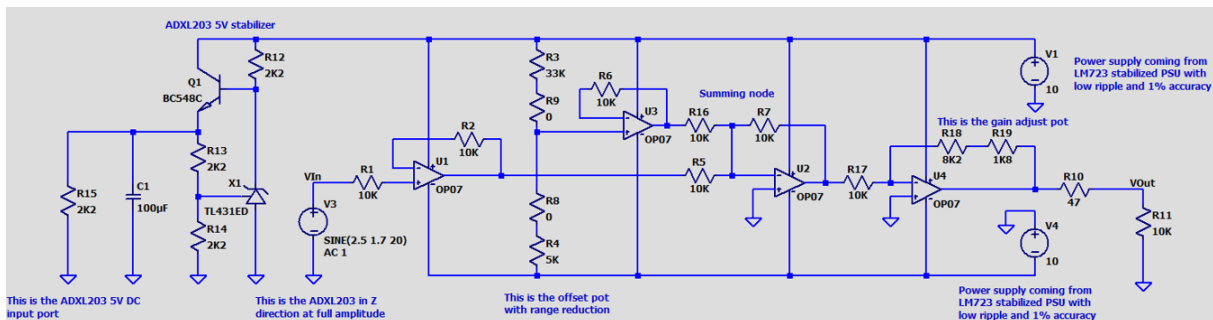 ADXL203 5V stabilizer
R12
2K2
Q1
BC548C
R13
2K2
R15
2K2
C1
100µF
X1
TL431ED
R14
2K2
This is the ADXL203 5V DC
input port
R2
10K
U1
OP07
R1
10K
VIn
V3
SINE(2.5 1.7 20)
AC 1
This is the ADXL203 in Z
direction at full amplitude
R3
33K
R9
0
R8
0
R4
5K
This is the offset pot
with range reduction
R6
10K
U3
OP07
Summing node
R16
10K
R7
10K
R5
10K
U2
OP07
R17
10K
This is the gain adjust pot
R18
8K2
R19
1K8
U4
OP07
R10
47
VOut
R11
10K
V1
10
Power supply coming from
LM723 stabilized PSU with
low ripple and 1% accuracy
V4
10
Power supply coming from
LM723 stabilized PSU with
low ripple and 1% accuracy